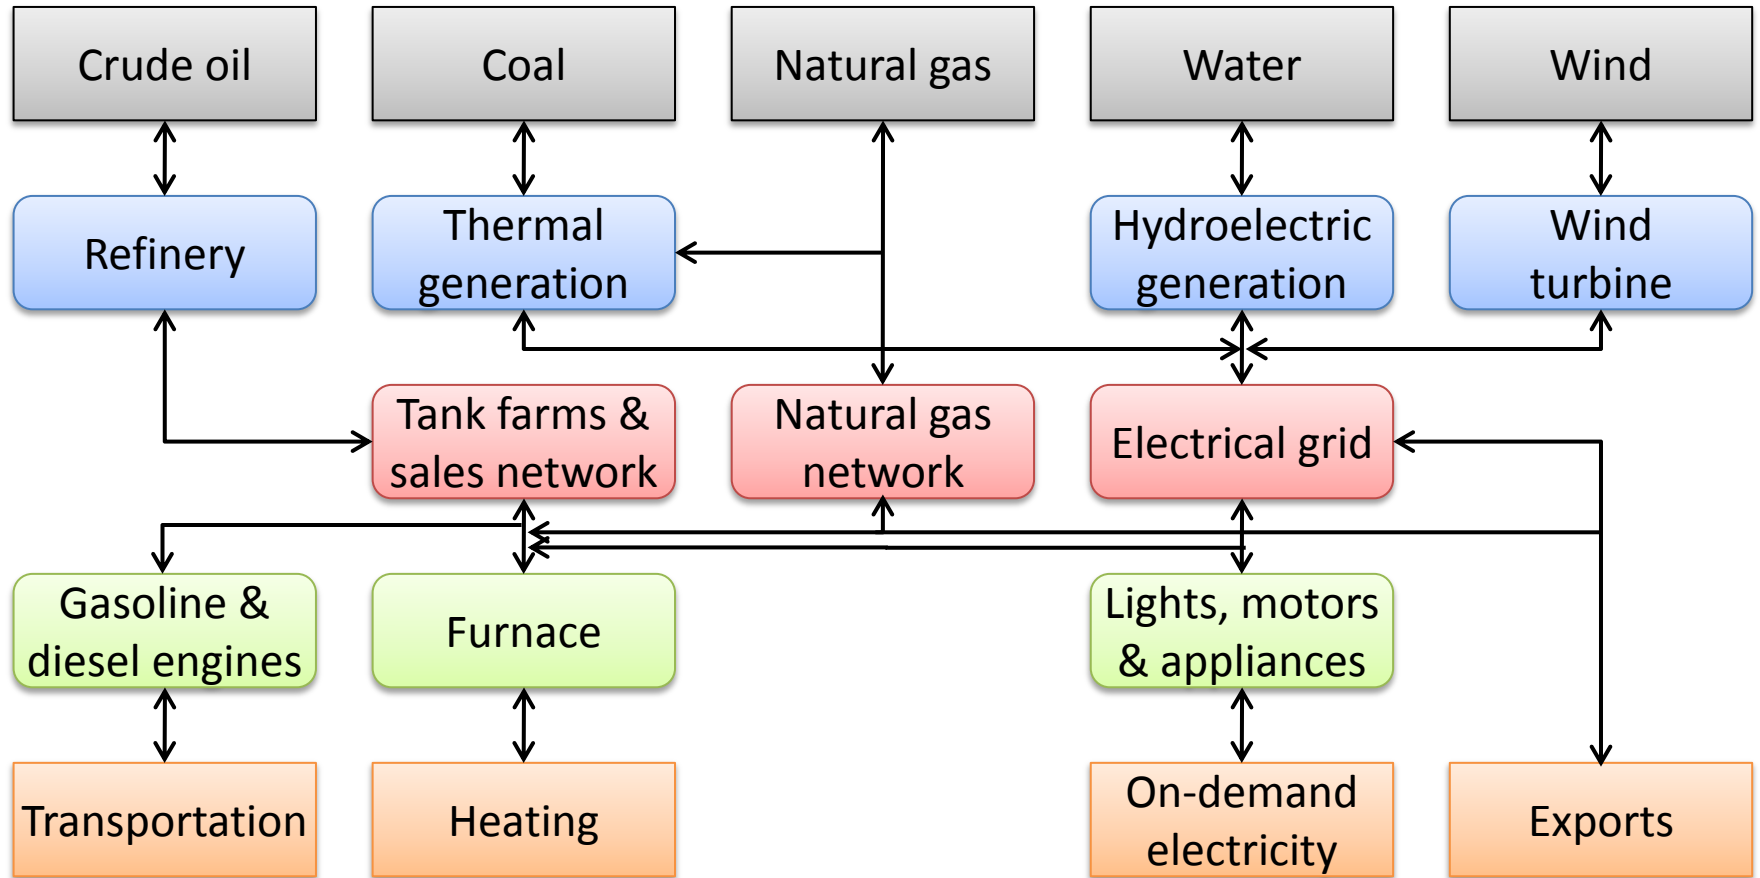 Crude oil
Coal
Natural gas
Water
Wind
Refinery
Thermal
generation
Hydroelectric
generation
Wind
turbine
Tank farms &
sales network
Natural gas
network
Electrical grid
Gasoline &
diesel engines
Furnace
Lights, motors
& appliances
Transportation
Heating
On-demand
electricity
Exports